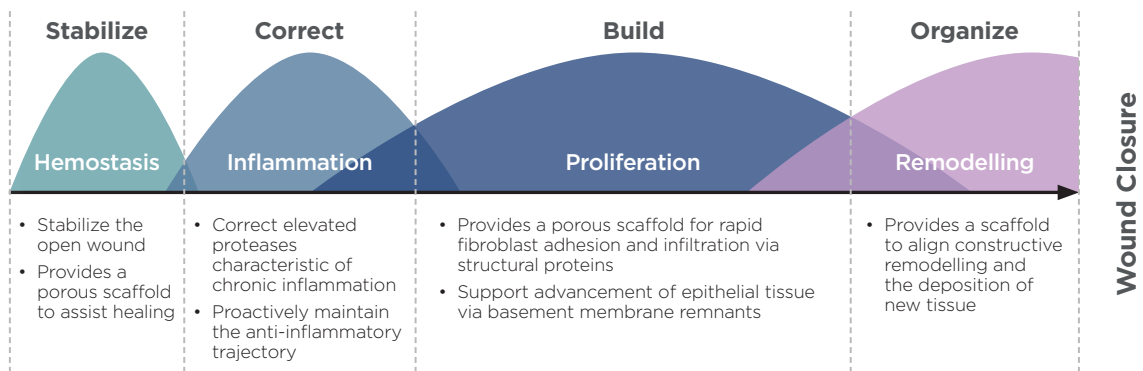 Stabilize
Correct
Build
Organize
Hemostasis
Inflammation
Proliferation
Remodelling
• Stabilize the
open wound
• Provides a
porous scaffold
to assist healing
• Correct elevated
proteases
characteristic of
chronic inflammation
• Proactively maintain
the anti-inflammatory
trajectory
• Provides a porous scaffold for rapid
fibroblast adhesion and infiltration via
structural proteins
• Support advancement of epithelial tissue
via basement membrane remnants
• Provides a scaffold
to align constructive
remodelling and
the deposition of
new tissue
Wound Closure